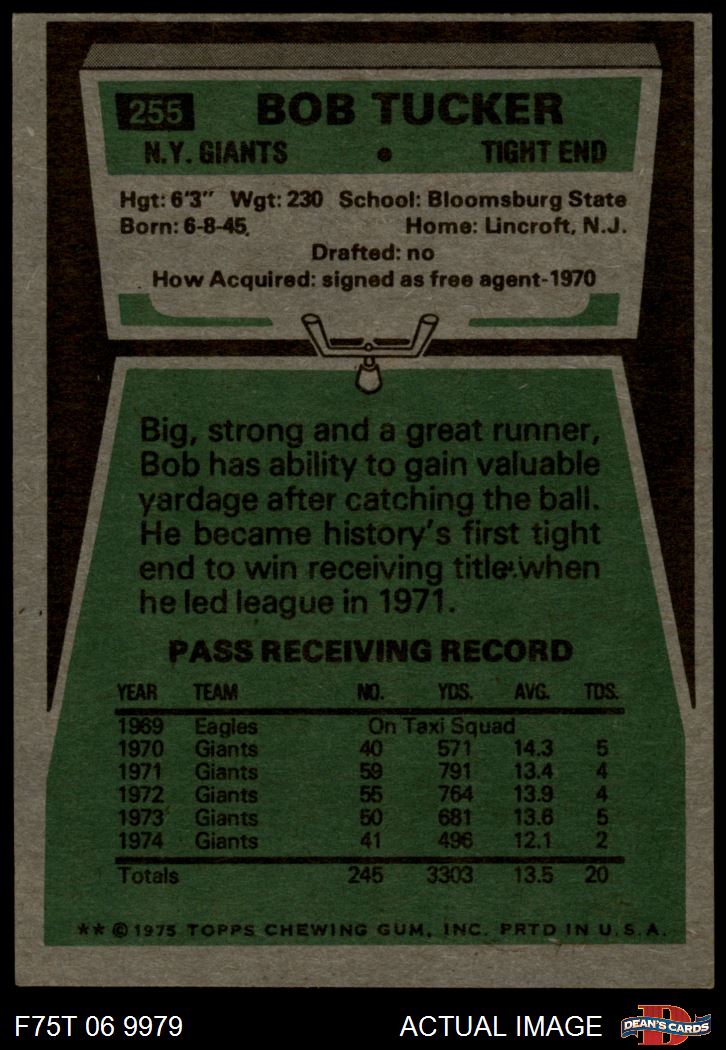 255 BOB TUCKER
N.Y. GIANTS • TIGHT END
Hgt: 6'3" Wgt: 230 School: Bloomsburg State
Born: 6-8-45 Home: Lincroft, N.J.
Drafted: no
How Acquired: signed as free agent-1970
Big, strong and a great runner,
Bob has ability to gain valuable
yardage after catching the ball.
He became history's first tight
end to win receiving title when
he led league in 1971.
PASS RECEIVING RECORD
YEAR TEAM NO. YDS. AVG. TDS.
1969 Eagles On Taxi Squad
1970 Giants 40 571 14.3 5
1971 Giants 59 791 13.4 4
1972 Giants 55 764 13.9 4
1973 Giants 50 681 13.6 5
1974 Giants 41 496 12.1 2
Totals 245 3303 13.5 20
** © 1975 TOPPS CHEWING GUM, INC. PRTD IN U.S.A.
F75T 06 9979 ACTUAL IMAGE D DEAN'S CARDS